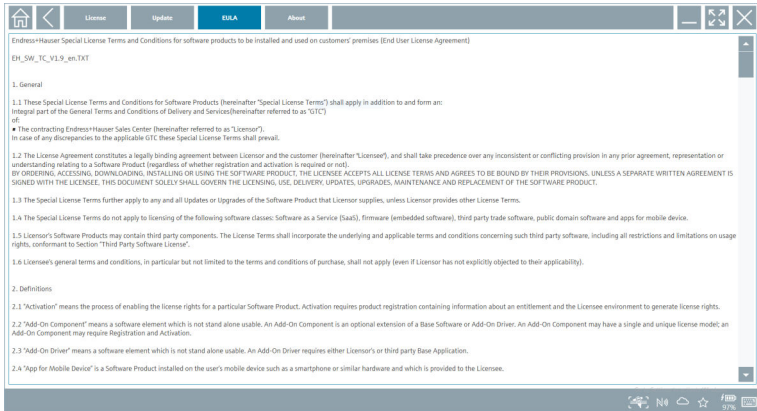 License
Update
EULA
About
Endress+Hauser Special License Terms and Conditions for software products to be installed and used on customers' premises (End User License Agreement)
EH_SW_TC_V1.9_en.TXT
1. General
1.1 These Special License Terms and Conditions for Software Products (hereinafter "Special License Terms") shall apply in addition to and form an:
Integral part of the General Terms and Conditions of Delivery and Services(hereinafter referred to as "GTC")
of:
▪ The contracting Endress+Hauser Sales Center (hereinafter referred to as "Licensor").
In case of any discrepancies to the applicable GTC these Special License Terms shall prevail.
1.2 The License Agreement constitutes a legally binding agreement between Licensor and the customer (hereinafter "Licensee"), and shall take precedence over any inconsistent or conflicting provision in any prior agreement, representation or
understanding relating to a Software Product (regardless of whether registration and activation is required or not).
BY ORDERING, ACCESSING, DOWNLOADING, INSTALLING OR USING THE SOFTWARE PRODUCT, THE LICENSEE ACCEPTS ALL LICENSE TERMS AND AGREES TO BE BOUND BY THEIR PROVISIONS. UNLESS A SEPARATE WRITTEN AGREEMENT IS
SIGNED WITH THE LICENSEE, THIS DOCUMENT SOLELY SHALL GOVERN THE LICENSING, USE, DELIVERY, UPDATES, UPGRADES, MAINTENANCE AND REPLACEMENT OF THE SOFTWARE PRODUCT.
1.3 The Special License Terms further apply to any and all Updates or Upgrades of the Software Product that Licensor supplies, unless Licensor provides other License Terms.
1.4 The Special License Terms do not apply to licensing of the following software classes: Software as a Service (SaaS), firmware (embedded software), third party trade software, public domain software and apps for mobile device.
1.5 Licensor's Software Products may contain third party components. The License Terms shall incorporate the underlying and applicable terms and conditions concerning such third party software, including all restrictions and limitations on usage
rights, conformant to Section "Third Party Software License".
1.6 Licensee's general terms and conditions, in particular but not limited to the terms and conditions of purchase, shall not apply (even if Licensor has not explicitly objected to their applicability).
2. Definitions
2.1 "Activation" means the process of enabling the license rights for a particular Software Product. Activation requires product registration containing information about an entitlement and the Licensee environment to generate license rights.
2.2 "Add-On Component" means a software element which is not stand alone usable. An Add-On Component is an optional extension of a Base Software or Add-On Driver. An Add-On Component may have a single and unique license model; an
Add-On Component may require Registration and Activation.
2.3 "Add-On Driver" means a software element which is not stand alone usable. An Add-On Driver requires either Licensor's or third party Base Application.
2.4 "App for Mobile Device" is a Software Product installed on the user's mobile device such as a smartphone or similar hardware and which is provided to the Licensee.
97%